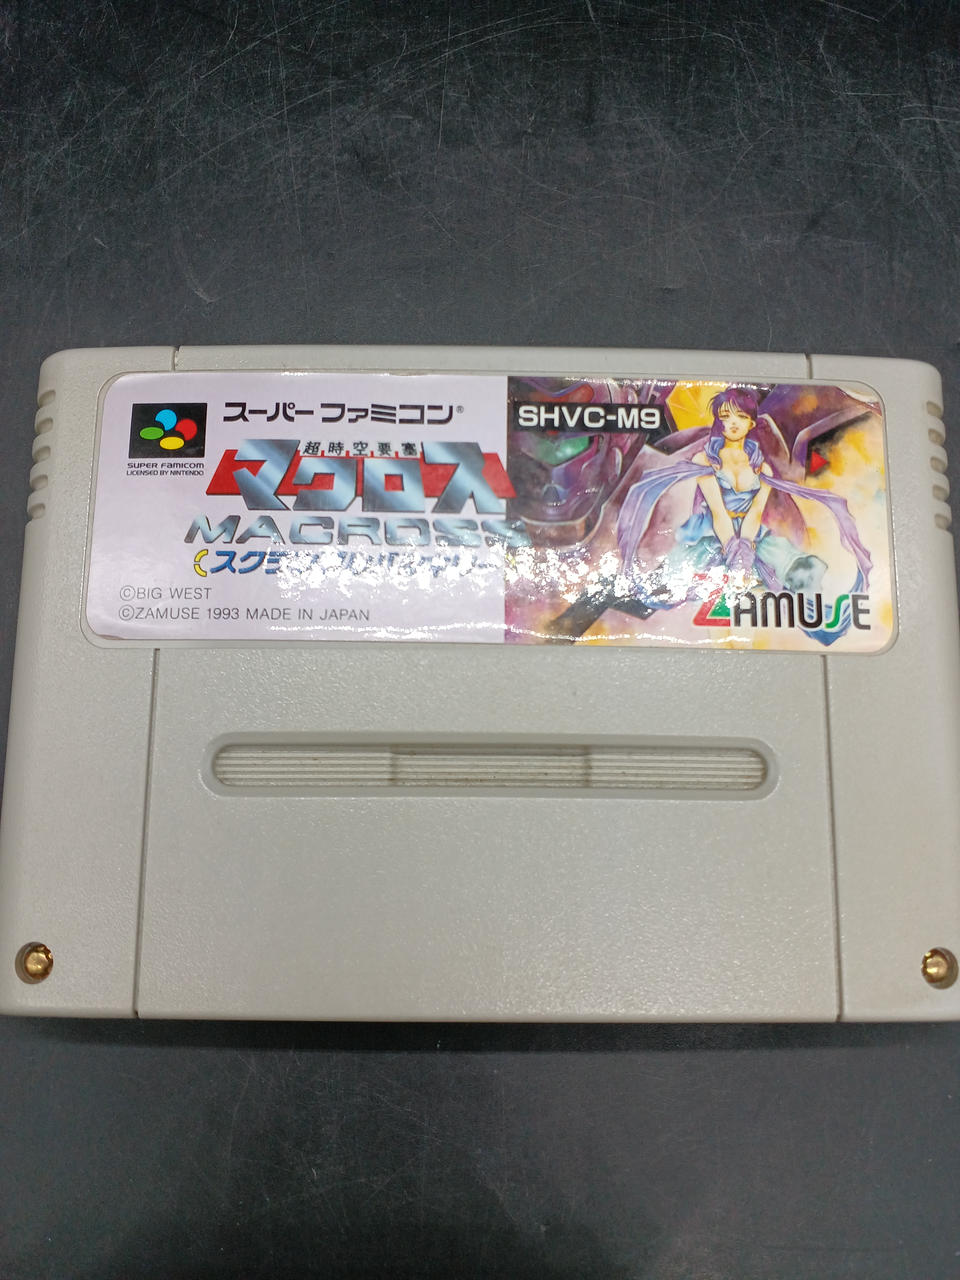 スーパーファミコン®
SHVC-M9
SUPER FAMICOM
LICENSED BY NINTENDO
超時空要塞
マクロス
MACROSS
©BIG WEST
©ZAMUSE 1993 MADE IN JAPAN
ZAMUSE